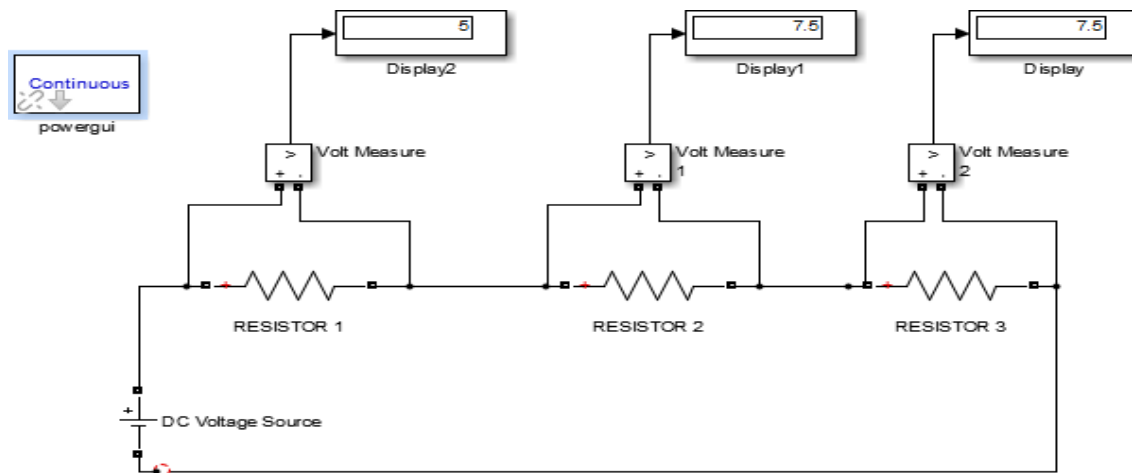 5
7.5
7.5
Display2
Display1
Display
Continuous
powergui
Volt Measure
Volt Measure
1
Volt Measure
2
v
+ -
v
+ -
v
+ -
+
+
+
RESISTOR 1
RESISTOR 2
RESISTOR 3
+
DC Voltage Source